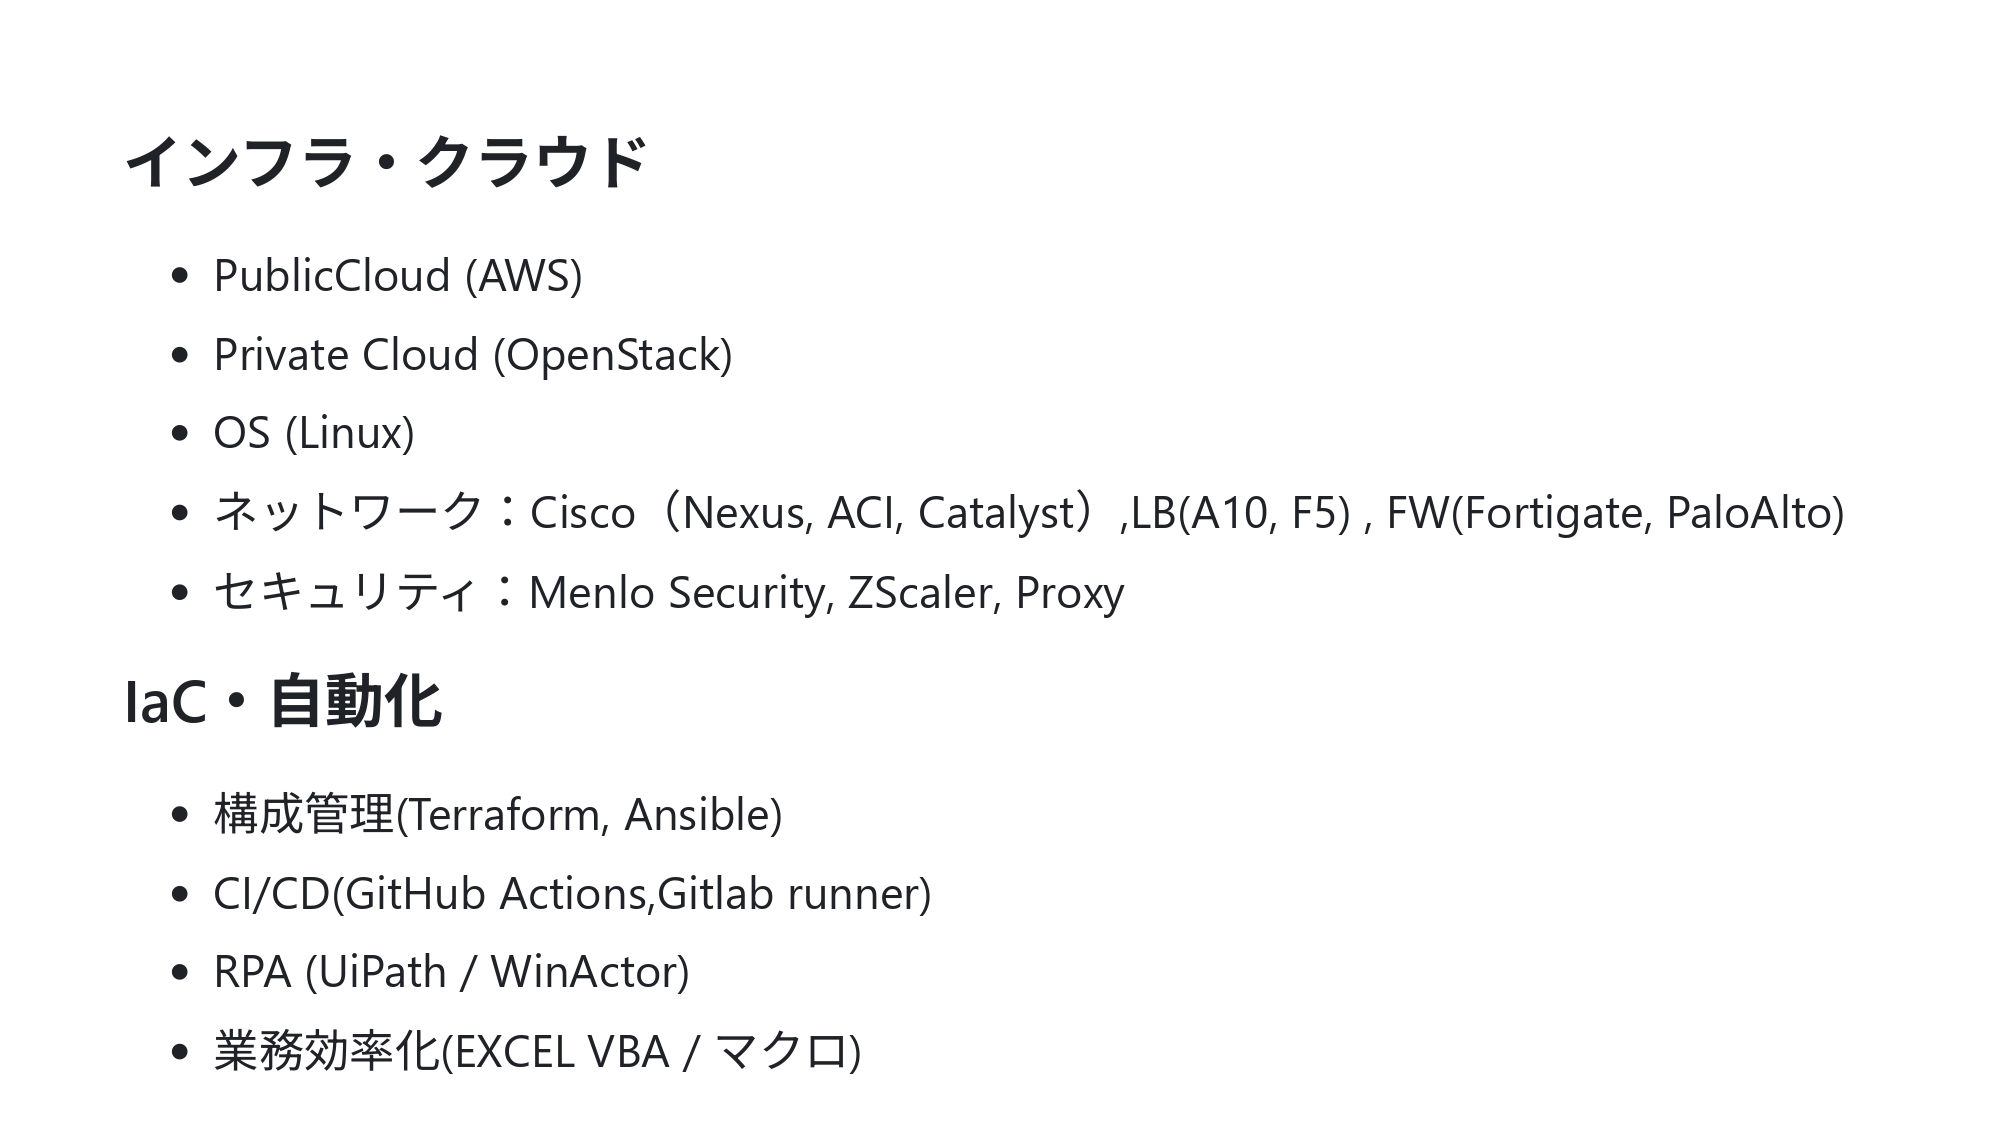 インフラ・クラウド
PublicCloud (AWS)
Private Cloud (OpenStack)
OS (Linux)
ネットワーク：Cisco（Nexus, ACI, Catalyst）,LB(A10, F5) , FW(Fortigate, PaloAlto)
セキュリティ：Menlo Security, ZScaler, Proxy
IaC・自動化
構成管理(Terraform, Ansible)
CI/CD(GitHub Actions,Gitlab runner)
RPA (UiPath / WinActor)
業務効率化(EXCEL VBA / マクロ)